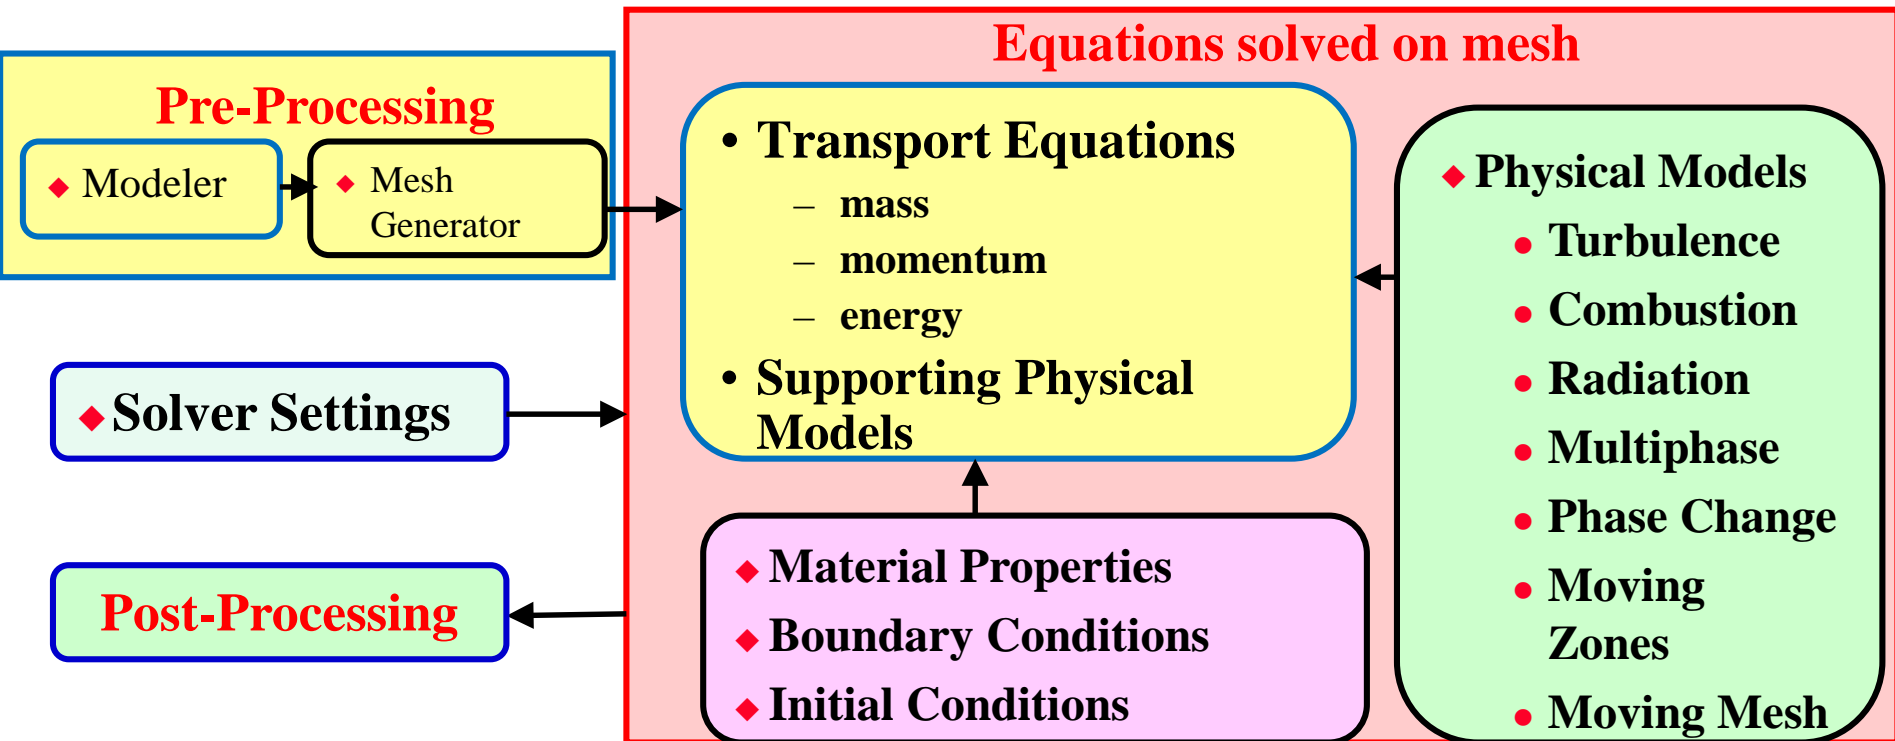 Equations solved on mesh
Pre-Processing
◆ Modeler
◆ Mesh
Generator
• Transport Equations
– mass
– momentum
– energy
• Supporting Physical
Models
◆ Physical Models
● Turbulence
● Combustion
● Radiation
● Multiphase
● Phase Change
● Moving
Zones
● Moving Mesh
◆ Solver Settings
Post-Processing
◆ Material Properties
◆ Boundary Conditions
◆ Initial Conditions